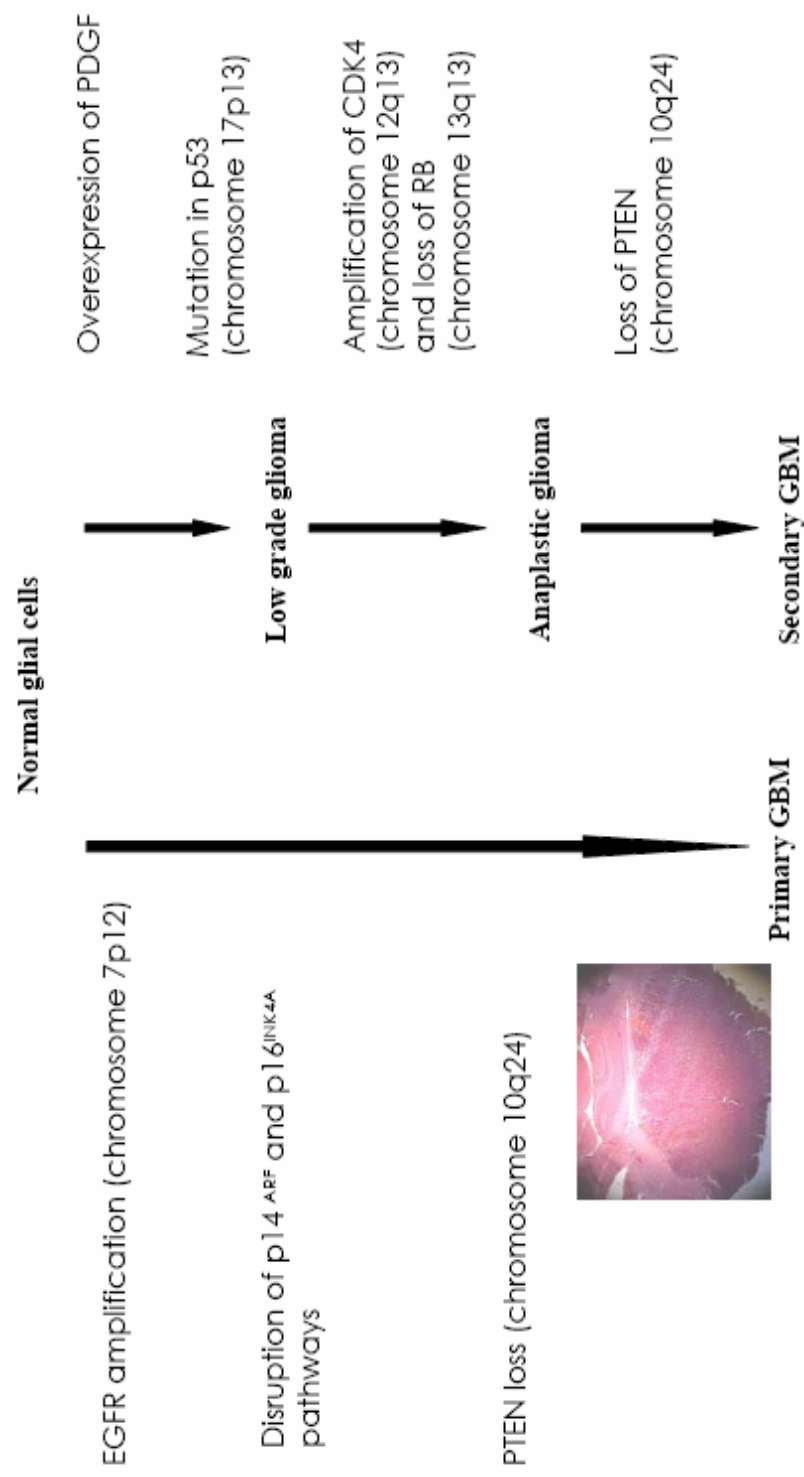 Normal glial cells
EGFR amplification (chromosome 7p12)
Disruption of p14 ARF and p16INK4A
pathways
PTEN loss (chromosome 10q24)
Primary GBM
Overexpression of PDGF
Mutation in p53
(chromosome 17p13)
Low grade glioma
Amplification of CDK4
(chromosome 12q13)
and loss of RB
(chromosome 13q13)
Anaplastic glioma
Loss of PTEN
(chromosome 10q24)
Secondary GBM